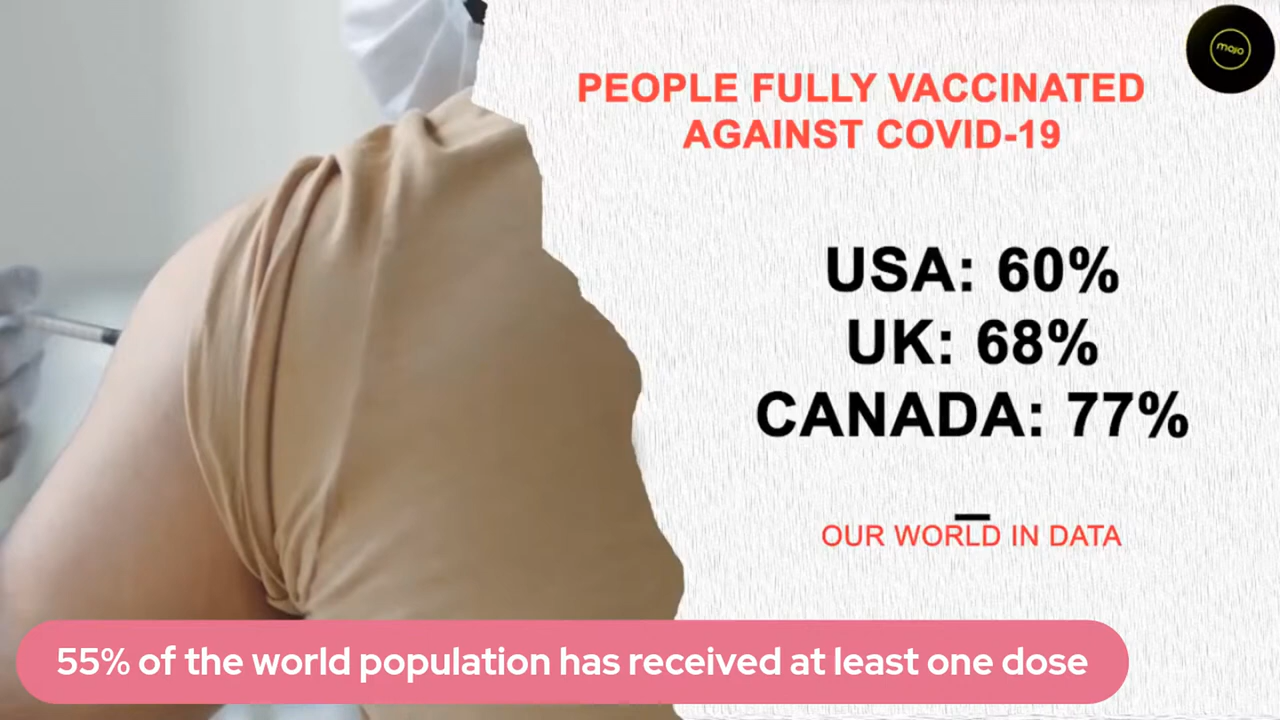 mojo
PEOPLE FULLY VACCINATED
AGAINST COVID-19
USA: 60%
UK: 68%
CANADA: 77%
OUR WORLD IN DATA
55% of the world population has received at least one dose